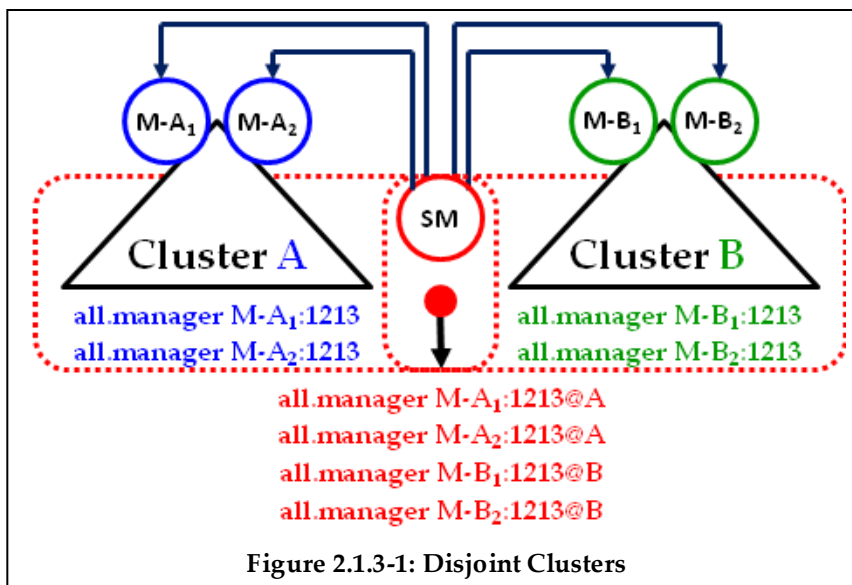 M-A₁ M-A₂ M-B₁ M-B₂
SM
Cluster A Cluster B
all.manager M-A₁:1213
all.manager M-A₂:1213
all.manager M-B₁:1213
all.manager M-B₂:1213
all.manager M-A₁:1213@A
all.manager M-A₂:1213@A
all.manager M-B₁:1213@B
all.manager M-B₂:1213@B
Figure 2.1.3-1: Disjoint Clusters